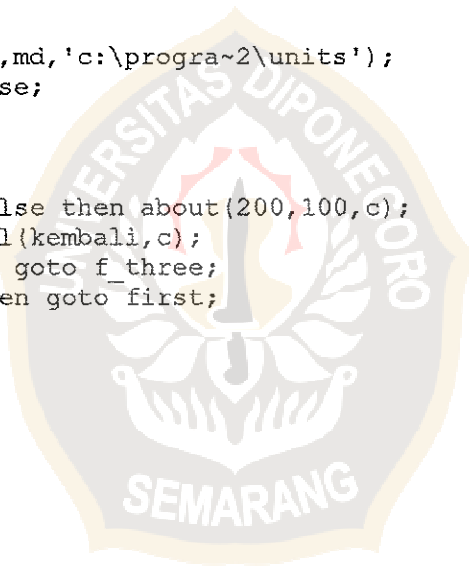 ,md,'c:\progra~2\units');
se;
lse then about(200,100,c);
l(kembali,c);
goto f_three;
en goto first;
UNIVERSITAS DIPONEGORO
SEMARANG